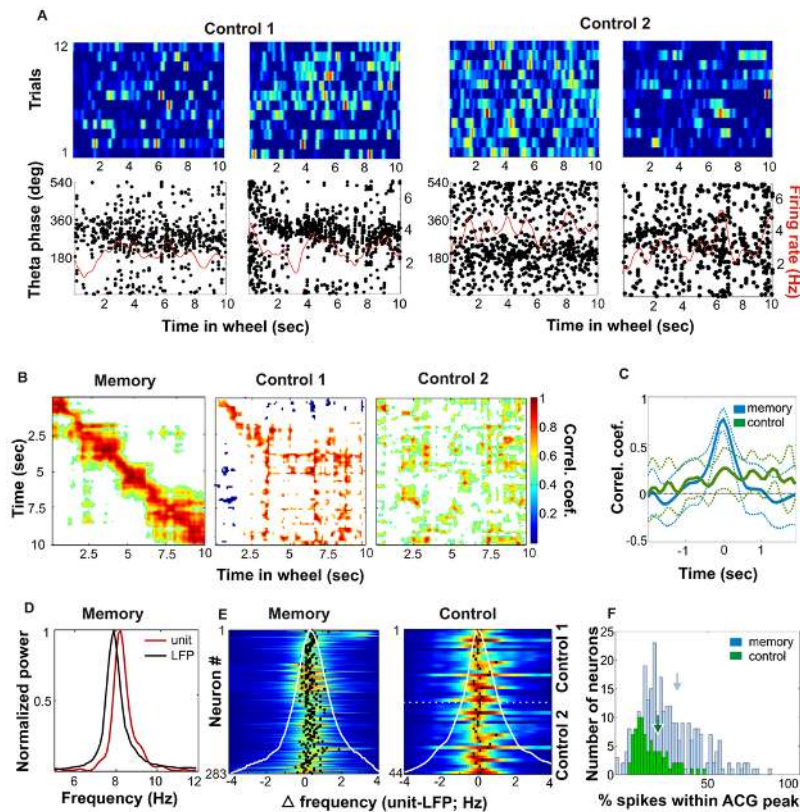 A
Control 1
Control 2
Trials
12
1
2 4 6 8 10
2 4 6 8 10
2 4 6 8 10
2 4 6 8 10
Theta phase (deg)
540
360
180
6
4
2
540
360
180
6
4
2
Firing rate (Hz)
2 4 6 8 10
2 4 6 8 10
2 4 6 8 10
2 4 6 8 10
Time in wheel (sec)
Time in wheel (sec)
B
Memory
Control 1
Control 2
C
Time (sec)
2.5
5
7.5
10
2.5 5 7.5 10
2.5 5 7.5 10
2.5 5 7.5 10
Time in wheel (sec)
1
0.8
0.6
0.4
0.2
Correl. coef.
Correl. coef.
1
0.5
0
-0.5
memory
control
-1 0 1
Time (sec)
D
Memory
E
Memory
Control
F
Normalized power
1
0.5
unit
LFP
6 8 10 12
Frequency (Hz)
Neuron #
1
283
-4 -2 0 2 4
1
44
-4 -2 0 2 4
Control 1
Control 2
Δ frequency (unit-LFP; Hz)
Number of neurons
25
20
15
10
5
0
memory
control
0 50 100
% spikes within ACG peak